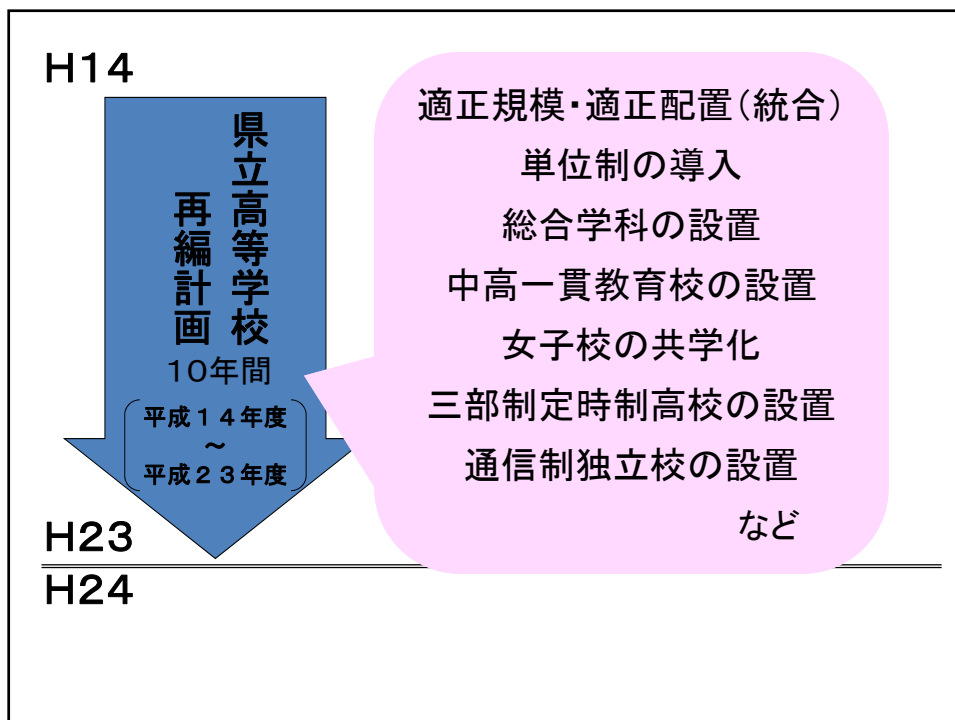 H14
県立高等学校
再編計画
10年間
平成14年度
～
平成23年度
適正規模・適正配置(統合)
単位制の導入
総合学科の設置
中高一貫教育校の設置
女子校の共学化
三部制定時制高校の設置
通信制独立校の設置
など
H23
H24